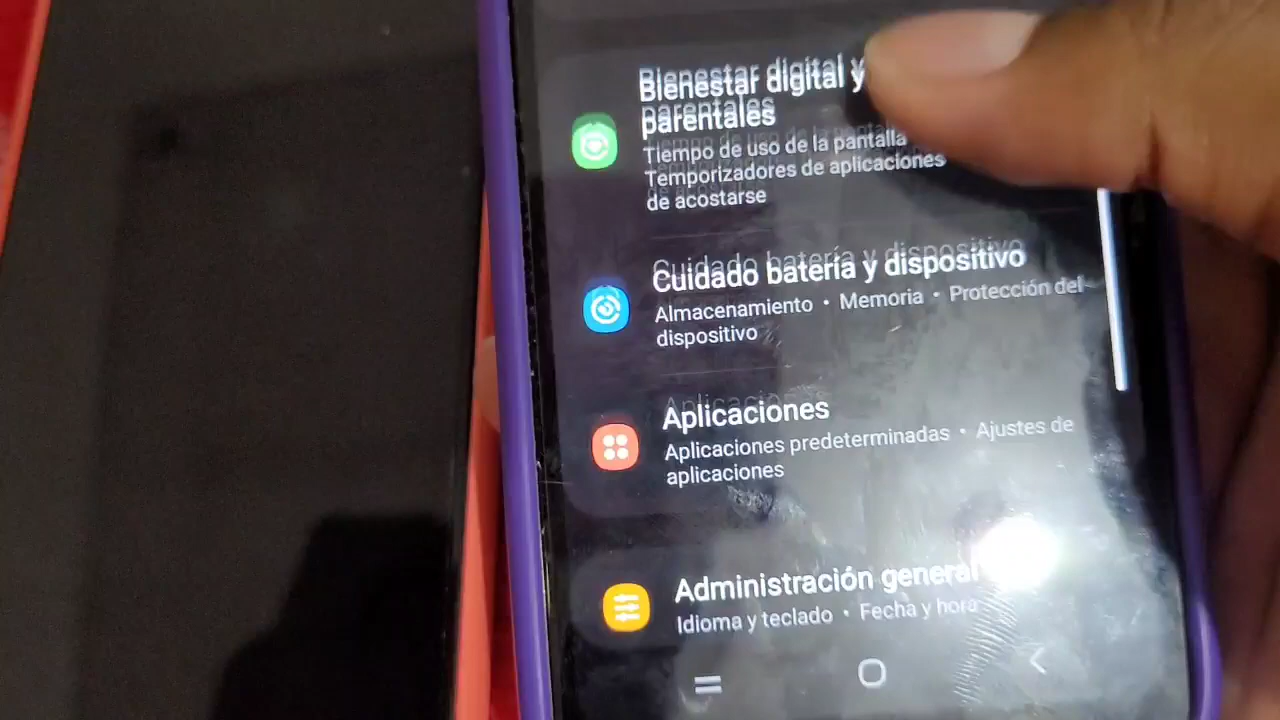 Bienestar digital y
parentales
Tiempo de uso de la pantalla
Temporizadores de aplicaciones
de acostarse
Cuidado batería y dispositivo
Almacenamiento • Memoria • Protección del
dispositivo
Aplicaciones
Aplicaciones predeterminadas • Ajustes de
aplicaciones
Administración general
Idioma y teclado • Fecha y hora